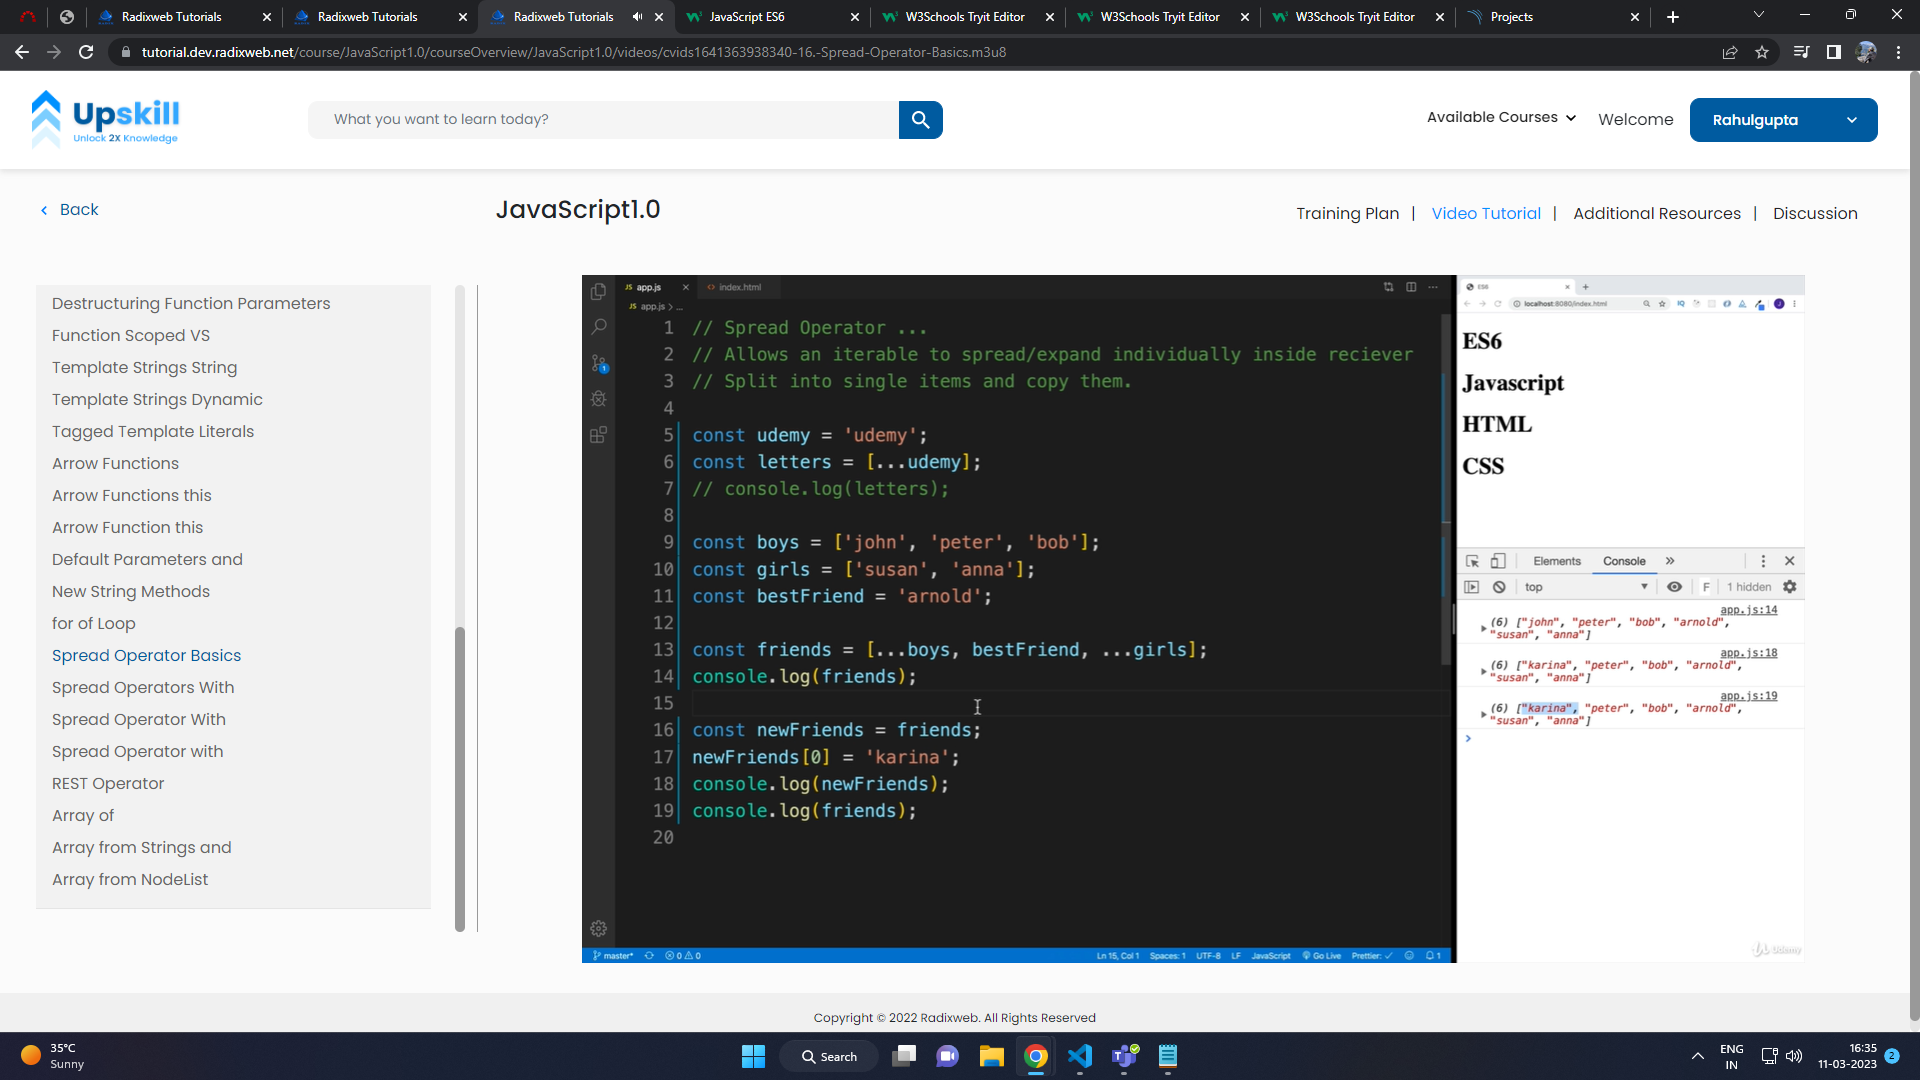 Radixweb Tutorials
Radixweb Tutorials
Radixweb Tutorials
JavaScript ES6
W3Schools Tryit Editor
W3Schools Tryit Editor
W3Schools Tryit Editor
Projects
tutorial.dev.radixweb.net/course/JavaScript1.0/courseOverview/JavaScript1.0/videos/cvids1641363938340-16.-Spread-Operator-Basics.m3u8
Upskill
Unlock 2X Knowledge
What you want to learn today?
Available Courses
Welcome
Rahulgupta
Back
JavaScript1.0
Training Plan |
Video Tutorial |
Additional Resources |
Discussion
Destructuring Function Parameters
Function Scoped VS
Template Strings String
Template Strings Dynamic
Tagged Template Literals
Arrow Functions
Arrow Functions this
Arrow Function this
Default Parameters and
New String Methods
for of Loop
Spread Operator Basics
Spread Operators With
Spread Operator With
Spread Operator with
REST Operator
Array of
Array from Strings and
Array from NodeList
JS app.js
<> index.html
JS app.js > ...
1 // Spread Operator ...
2 // Allows an iterable to spread/expand individually inside reciever
3 // Split into single items and copy them.
4
5 const udemy = 'udemy';
6 const letters = [...udemy];
7 // console.log(letters);
8
9 const boys = ['john', 'peter', 'bob'];
10 const girls = ['susan', 'anna'];
11 const bestFriend = 'arnold';
12
13 const friends = [...boys, bestFriend, ...girls];
14 console.log(friends);
15
16 const newFriends = friends;
17 newFriends[0] = 'karina';
18 console.log(newFriends);
19 console.log(friends);
20
master*
0 0
Ln 15, Col 1
Spaces: 1
UTF-8
LF
JavaScript
Go Live
Prettier: ✓
1
ES6
localhost:8080/index.html
ES6
Javascript
HTML
CSS
Elements
Console
»
top
F
1 hidden
app.js:14
(6) ["john", "peter", "bob", "arnold",
"susan", "anna"]
app.js:18
(6) ["karina", "peter", "bob", "arnold",
"susan", "anna"]
app.js:19
(6) ["karina", "peter", "bob", "arnold",
"susan", "anna"]
Udemy
Copyright © 2022 Radixweb. All Rights Reserved
35°C
Sunny
Search
ENG
IN
16:35
11-03-2023
2